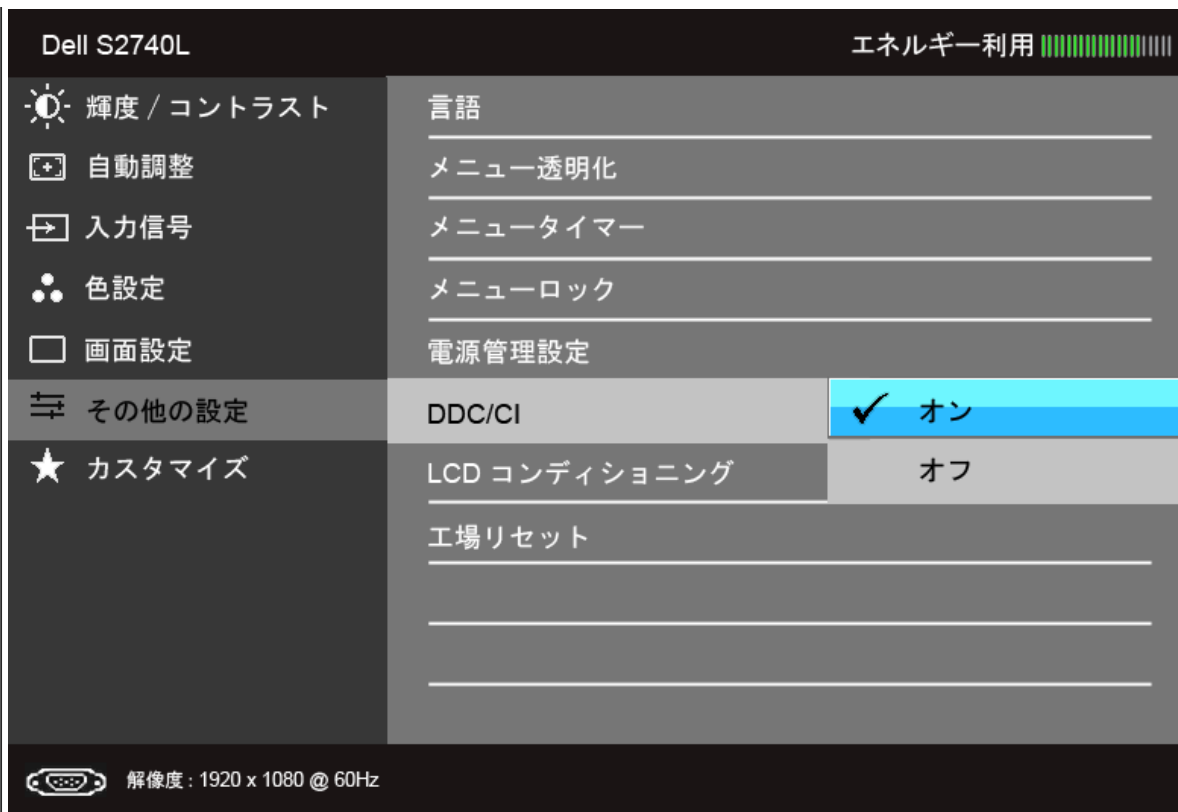 Dell S2740L
エネルギー利用
輝度 / コントラスト
自動調整
入力信号
色設定
画面設定
その他の設定
カスタマイズ
言語
メニュー透明化
メニュータイマー
メニューロック
電源管理設定
DDC/CI
オン
オフ
LCD コンディショニング
工場リセット
解像度 : 1920 x 1080 @ 60Hz